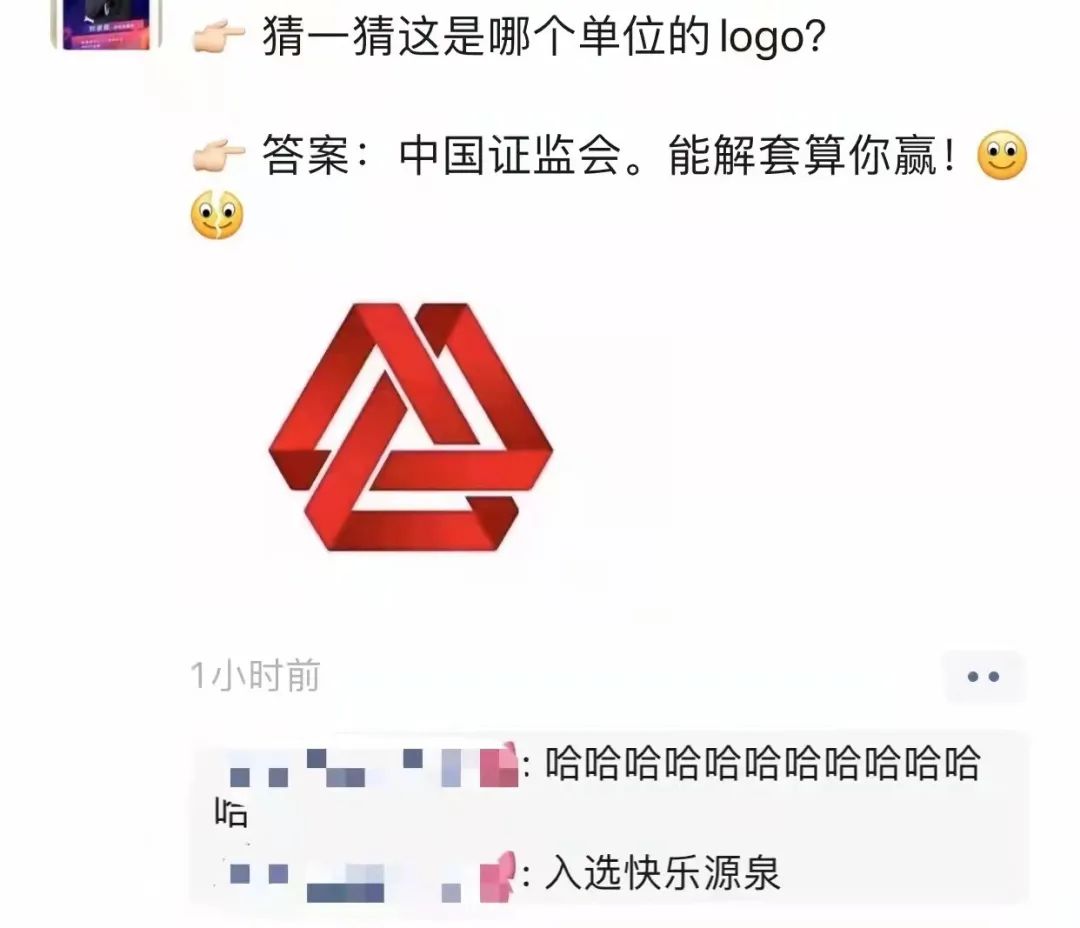 👉🏻 猜一猜这是哪个单位的logo?
👉🏻 答案：中国证监会。能解套算你赢！🙂
1小时前
: 哈哈哈哈哈哈哈哈哈哈哈
哈
: 入选快乐源泉